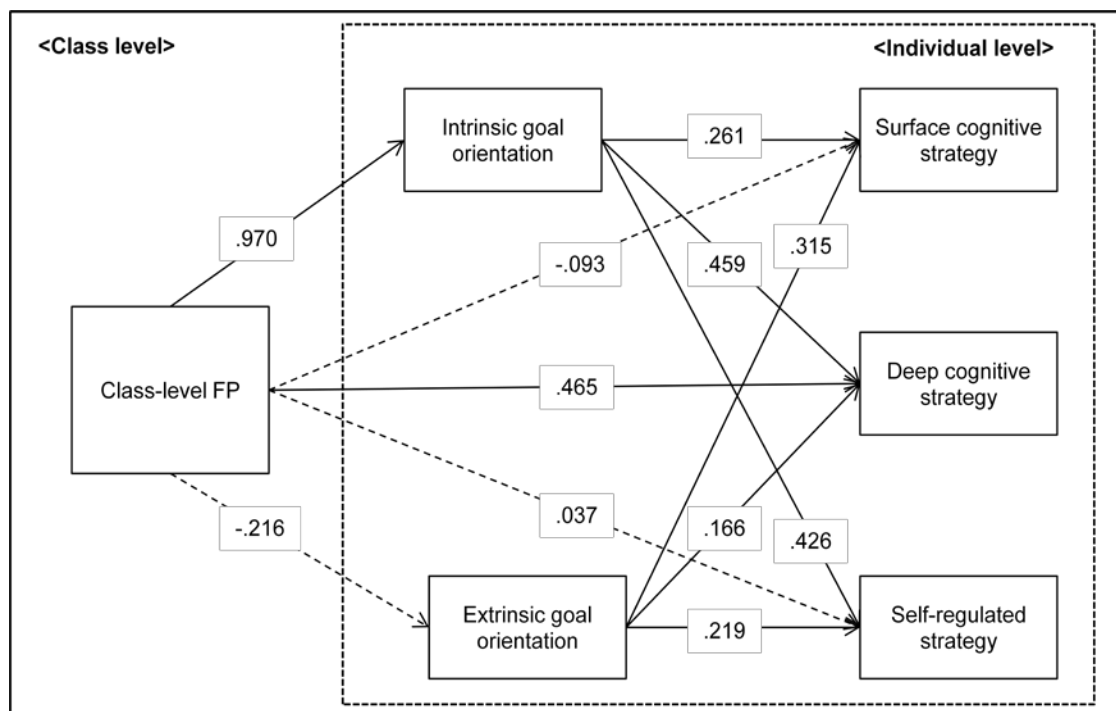 <Class level>
<Individual level>
Intrinsic goal
orientation
.261
Surface cognitive
strategy
.970
-.093
.459
.315
Class-level FP
.465
Deep cognitive
strategy
-.216
.037
.166
.426
Extrinsic goal
orientation
.219
Self-regulated
strategy